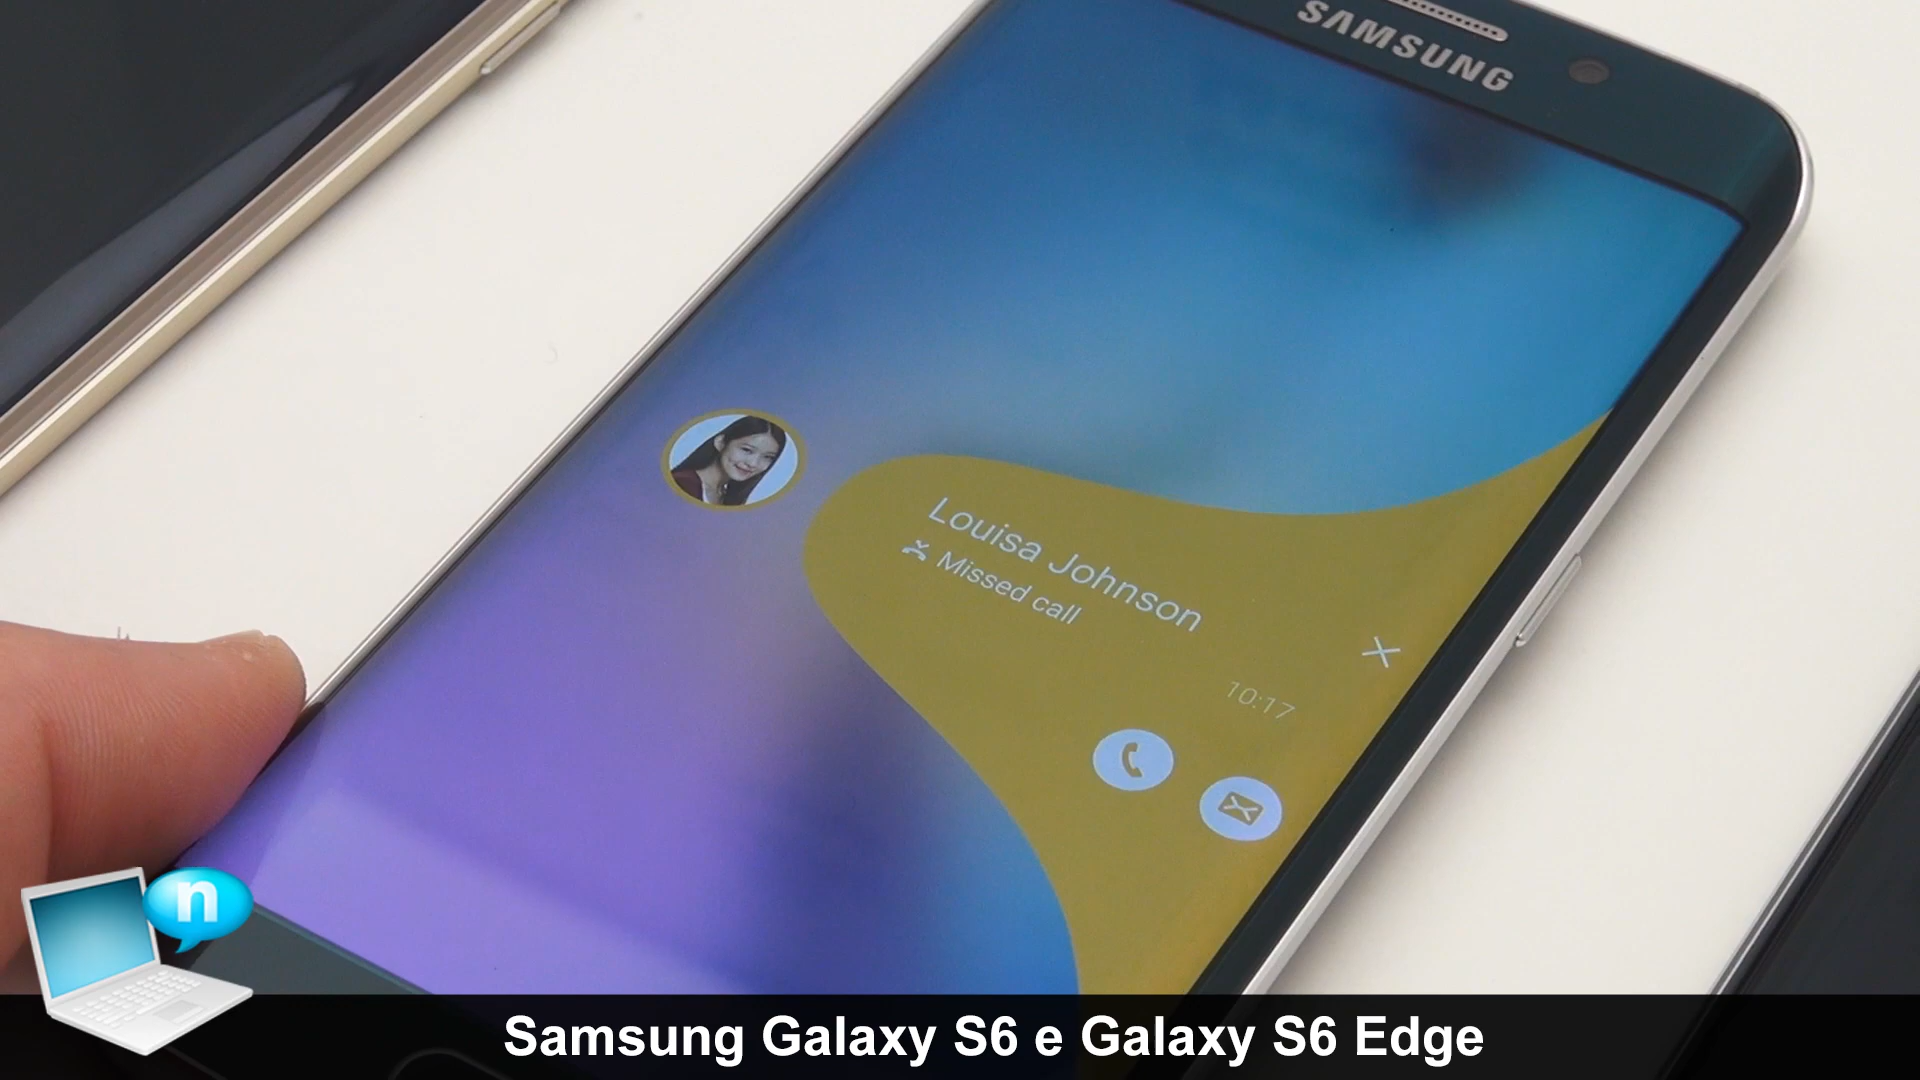 SAMSUNG
Louisa Johnson
Missed call
10:17
n
Samsung Galaxy S6 e Galaxy S6 Edge